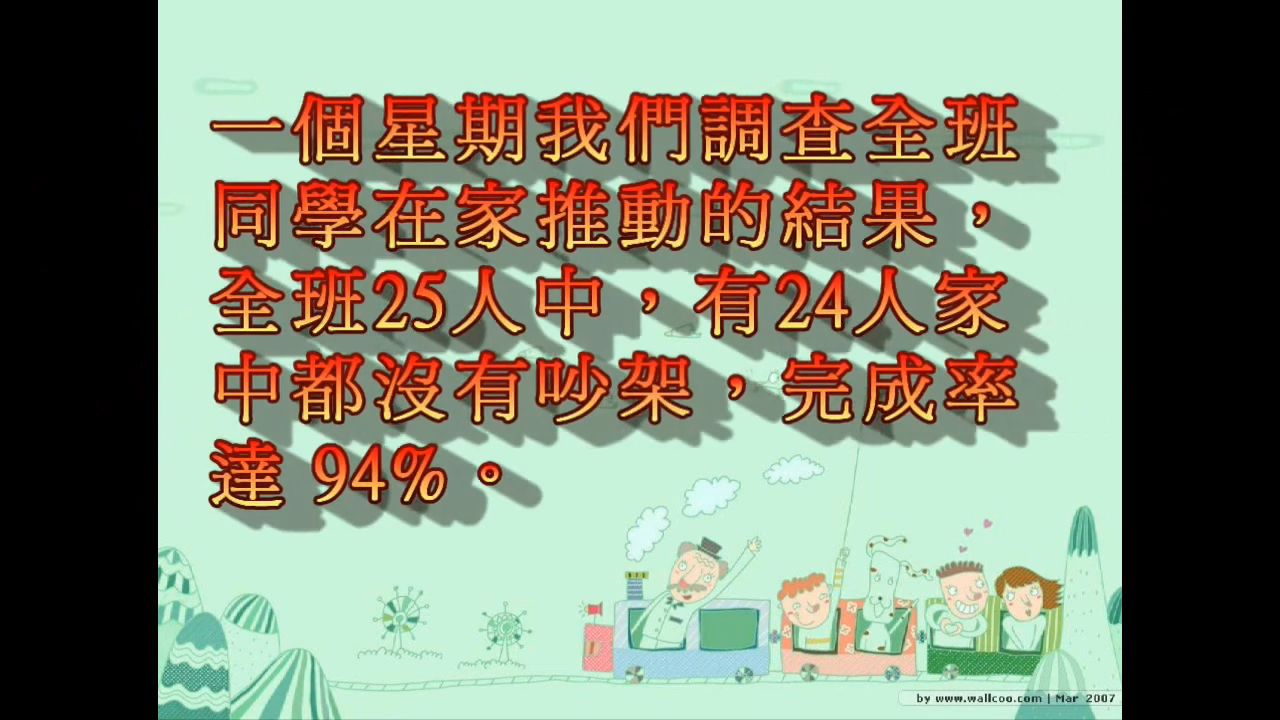 一個星期我們調查全班
同學在家推動的結果，
全班25人中，有24人家
中都沒有吵架，完成率
達 94%。
by www.wallcoo.com | Mar 2007